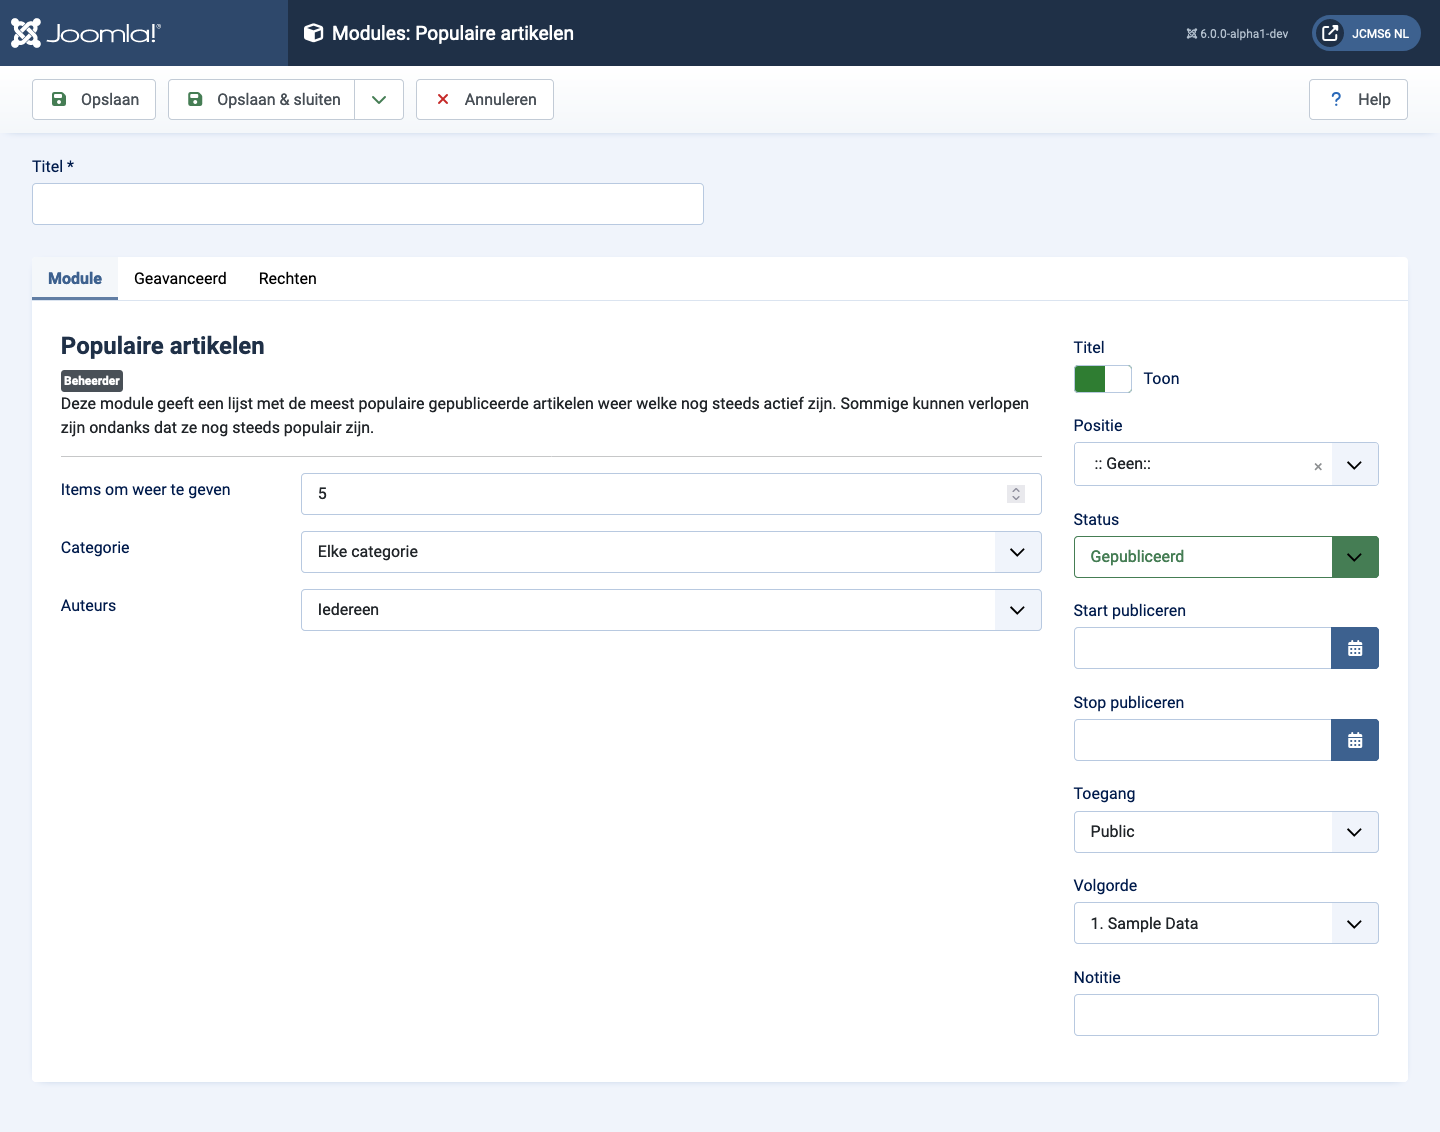 Joomla!®
Modules: Populaire artikelen
6.0.0-alpha1-dev
JCMS6 NL
Opslaan
Opslaan & sluiten
Annuleren
? Help
Titel *
Module
Geavanceerd
Rechten
Populaire artikelen
Beheerder
Deze module geeft een lijst met de meest populaire gepubliceerde artikelen weer welke nog steeds actief zijn. Sommige kunnen verlopen
zijn ondanks dat ze nog steeds populair zijn.
Items om weer te geven
5
Categorie
Elke categorie
Auteurs
Iedereen
Titel
Toon
Positie
:: Geen::
Status
Gepubliceerd
Start publiceren
Stop publiceren
Toegang
Public
Volgorde
1. Sample Data
Notitie